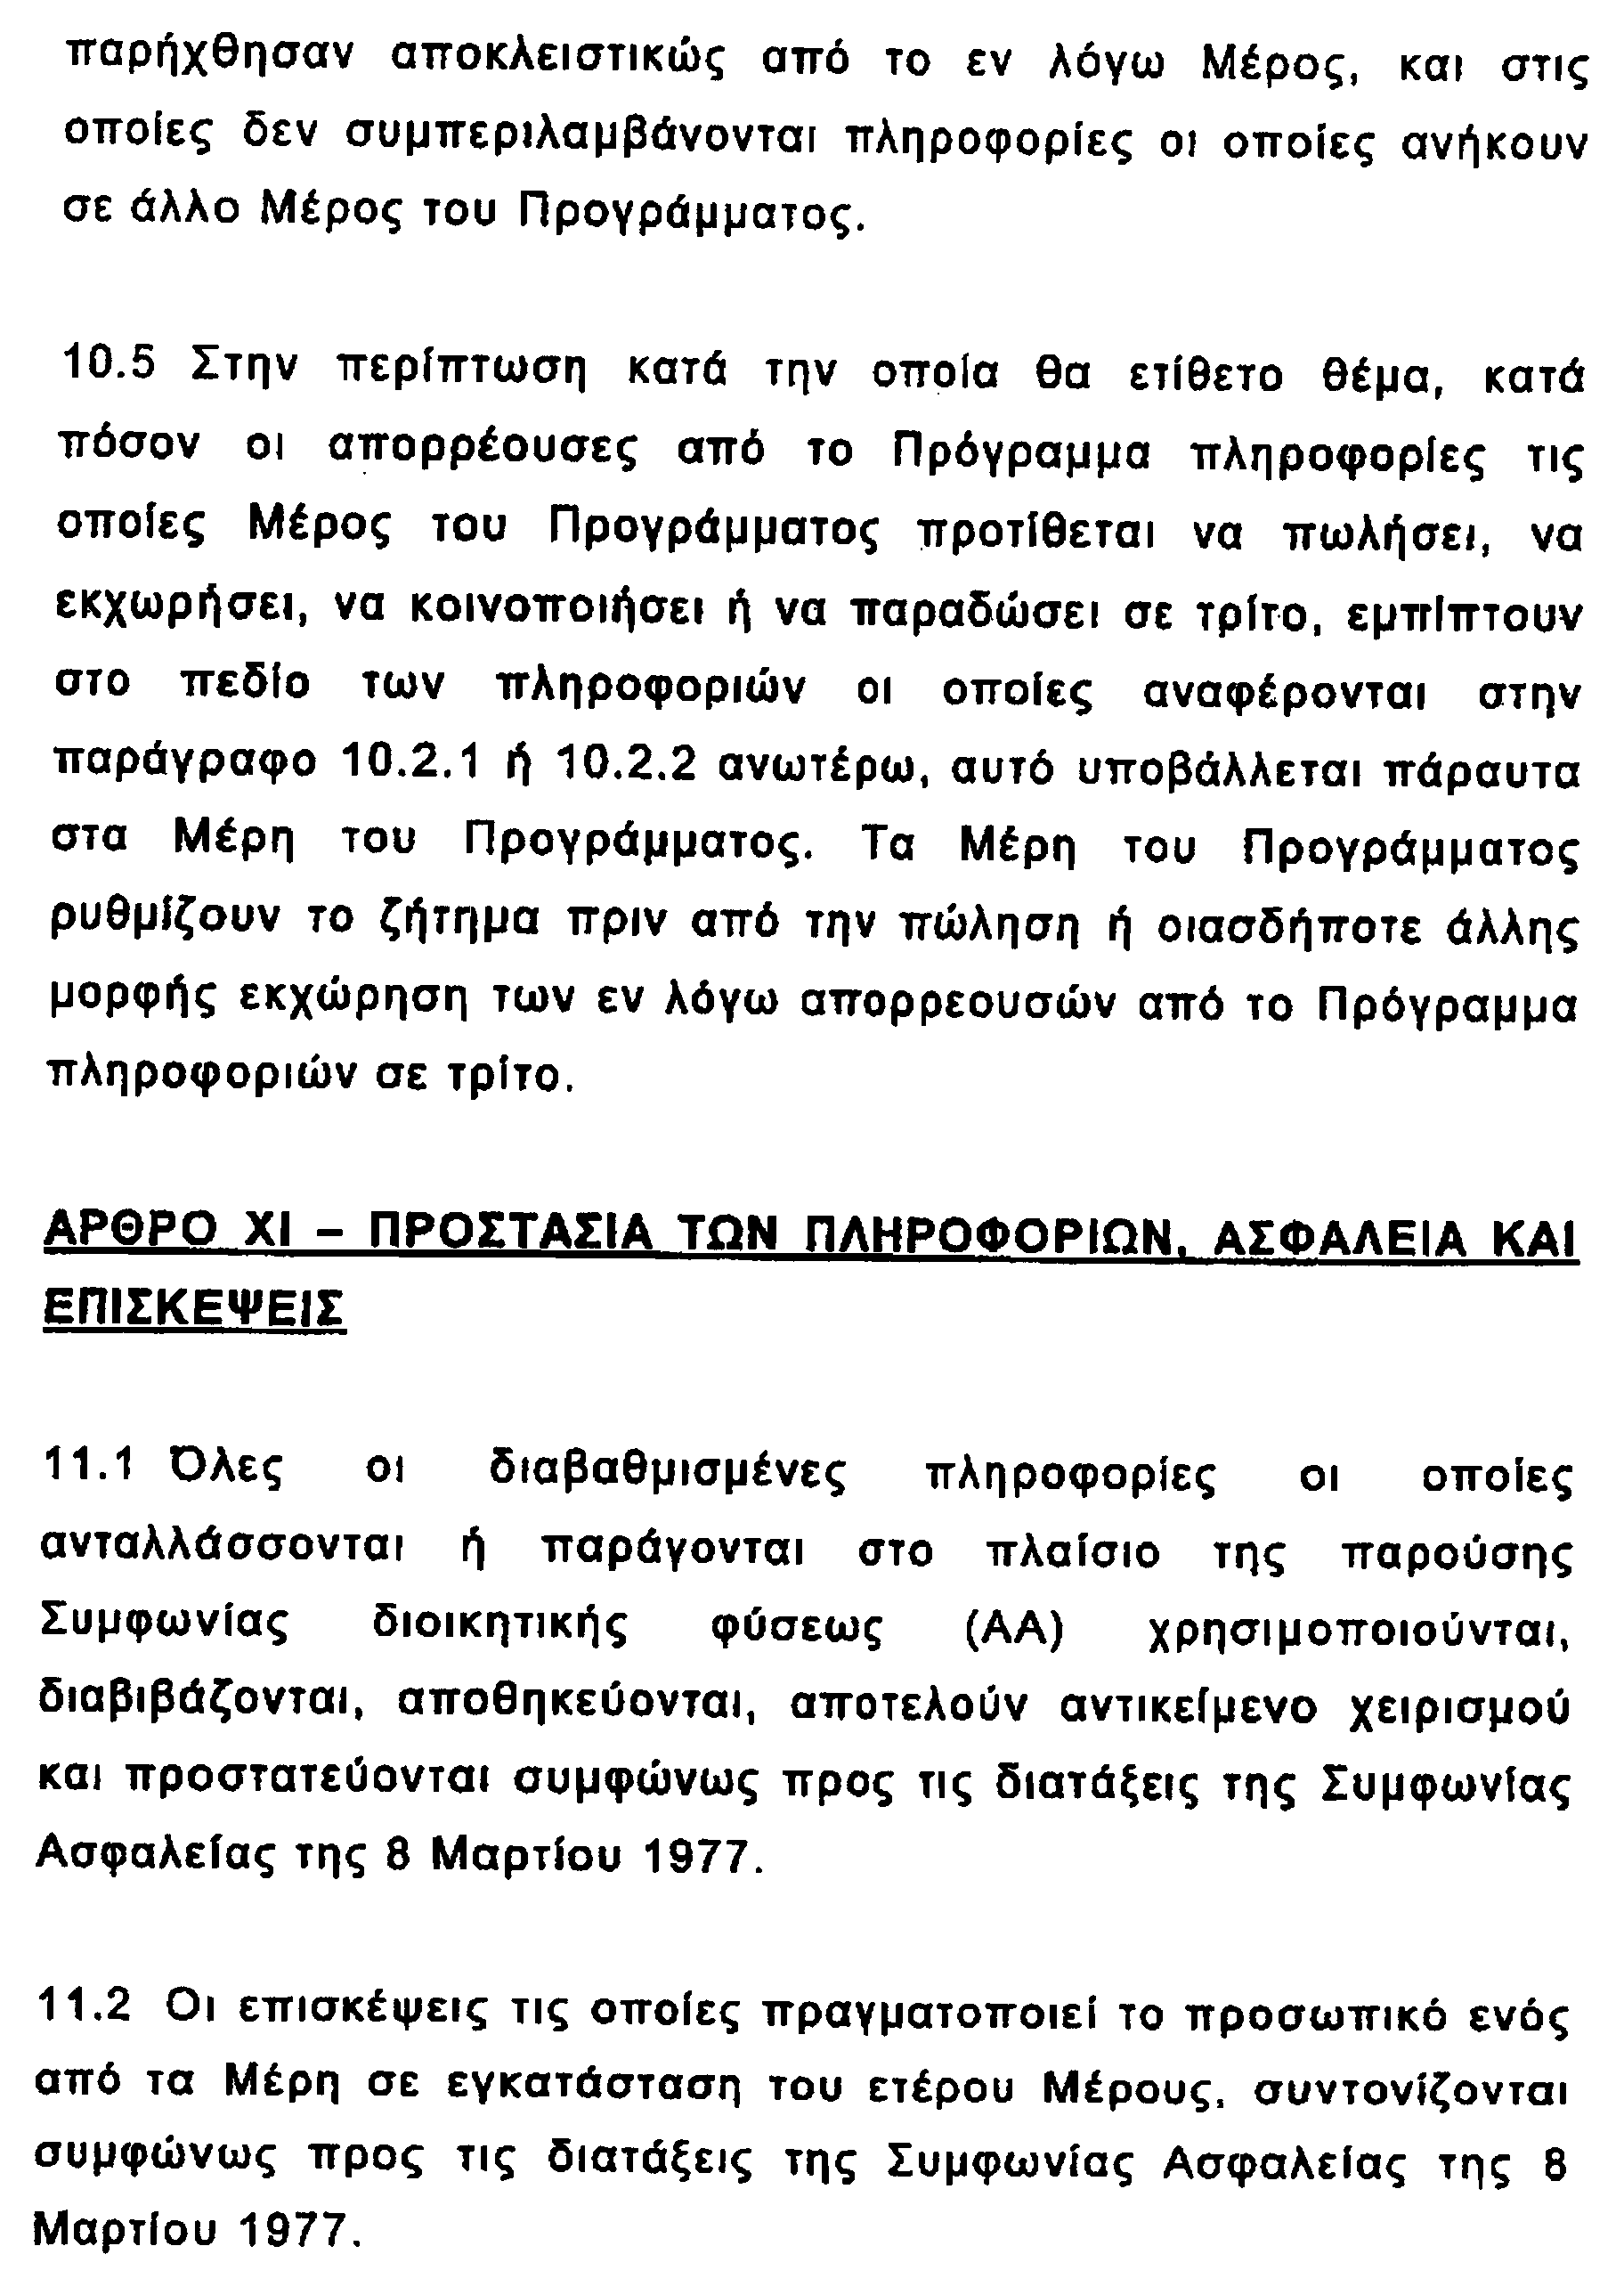 παρήχθησαν αποκλειστικώς από το εν λόγω Μέρος, και στις
οποίες δεν συμπεριλαμβάνονται πληροφορίες οι οποίες ανήκουν
σε άλλο Μέρος του Προγράμματος.
10.5 Στην περίπτωση κατά την οποία θα ετίθετο θέμα, κατά
πόσον οι απορρέουσες από το Πρόγραμμα πληροφορίες τις
οποίες Μέρος του Προγράμματος προτίθεται να πωλήσει, να
εκχωρήσει, να κοινοποιήσει ή να παραδώσει σε τρίτο, εμπίπτουν
στο πεδίο των πληροφοριών οι οποίες αναφέρονται στην
παράγραφο 10.2.1 ή 10.2.2 ανωτέρω, αυτό υποβάλλεται πάραυτα
στα Μέρη του Προγράμματος. Τα Μέρη του Προγράμματος
ρυθμίζουν το ζήτημα πριν από την πώληση ή οιασδήποτε άλλης
μορφής εκχώρηση των εν λόγω απορρεουσών από το Πρόγραμμα
πληροφοριών σε τρίτο.
ΑΡΘΡΟ ΧΙ – ΠΡΟΣΤΑΣΙΑ ΤΩΝ ΠΛΗΡΟΦΟΡΙΩΝ, ΑΣΦΑΛΕΙΑ ΚΑΙ
ΕΠΙΣΚΕΨΕΙΣ
11.1 Όλες οι διαβαθμισμένες πληροφορίες οι οποίες
ανταλλάσσονται ή παράγονται στο πλαίσιο της παρούσης
Συμφωνίας διοικητικής φύσεως (ΑΑ) χρησιμοποιούνται,
διαβιβάζονται, αποθηκεύονται, αποτελούν αντικείμενο χειρισμού
και προστατεύονται συμφώνως προς τις διατάξεις της Συμφωνίας
Ασφαλείας της 8 Μαρτίου 1977.
11.2 Οι επισκέψεις τις οποίες πραγματοποιεί το προσωπικό ενός
από τα Μέρη σε εγκατάσταση του ετέρου Μέρους, συντονίζονται
συμφώνως προς τις διατάξεις της Συμφωνίας Ασφαλείας της 8
Μαρτίου 1977.